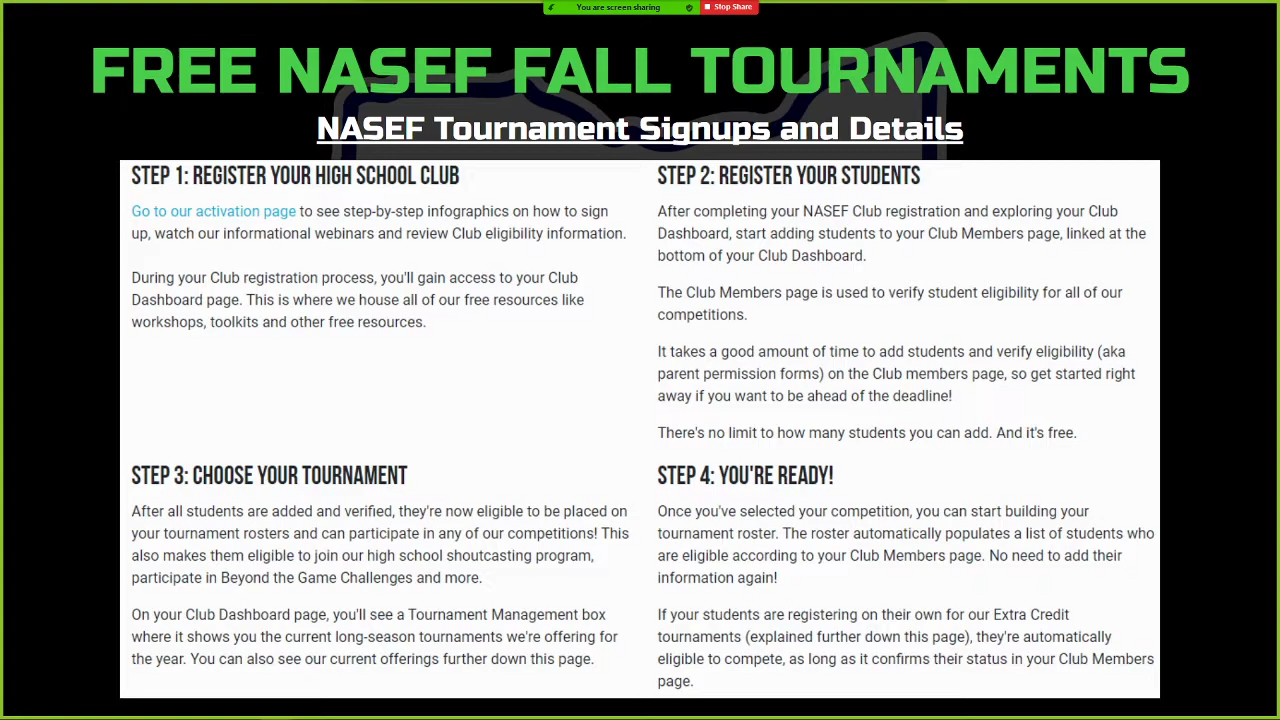 You are screen sharing
Stop Share
FREE NASEF FALL TOURNAMENTS
NASEF Tournament Signups and Details
STEP 1: REGISTER YOUR HIGH SCHOOL CLUB
Go to our activation page to see step-by-step infographics on how to sign
up, watch our informational webinars and review Club eligibility information.
During your Club registration process, you'll gain access to your Club
Dashboard page. This is where we house all of our free resources like
workshops, toolkits and other free resources.
STEP 2: REGISTER YOUR STUDENTS
After completing your NASEF Club registration and exploring your Club
Dashboard, start adding students to your Club Members page, linked at the
bottom of your Club Dashboard.
The Club Members page is used to verify student eligibility for all of our
competitions.
It takes a good amount of time to add students and verify eligibility (aka
parent permission forms) on the Club members page, so get started right
away if you want to be ahead of the deadline!
There's no limit to how many students you can add. And it's free.
STEP 3: CHOOSE YOUR TOURNAMENT
After all students are added and verified, they're now eligible to be placed on
your tournament rosters and can participate in any of our competitions! This
also makes them eligible to join our high school shoutcasting program,
participate in Beyond the Game Challenges and more.
On your Club Dashboard page, you'll see a Tournament Management box
where it shows you the current long-season tournaments we're offering for
the year. You can also see our current offerings further down this page.
STEP 4: YOU'RE READY!
Once you've selected your competition, you can start building your
tournament roster. The roster automatically populates a list of students who
are eligible according to your Club Members page. No need to add their
information again!
If your students are registering on their own for our Extra Credit
tournaments (explained further down this page), they're automatically
eligible to compete, as long as it confirms their status in your Club Members
page.